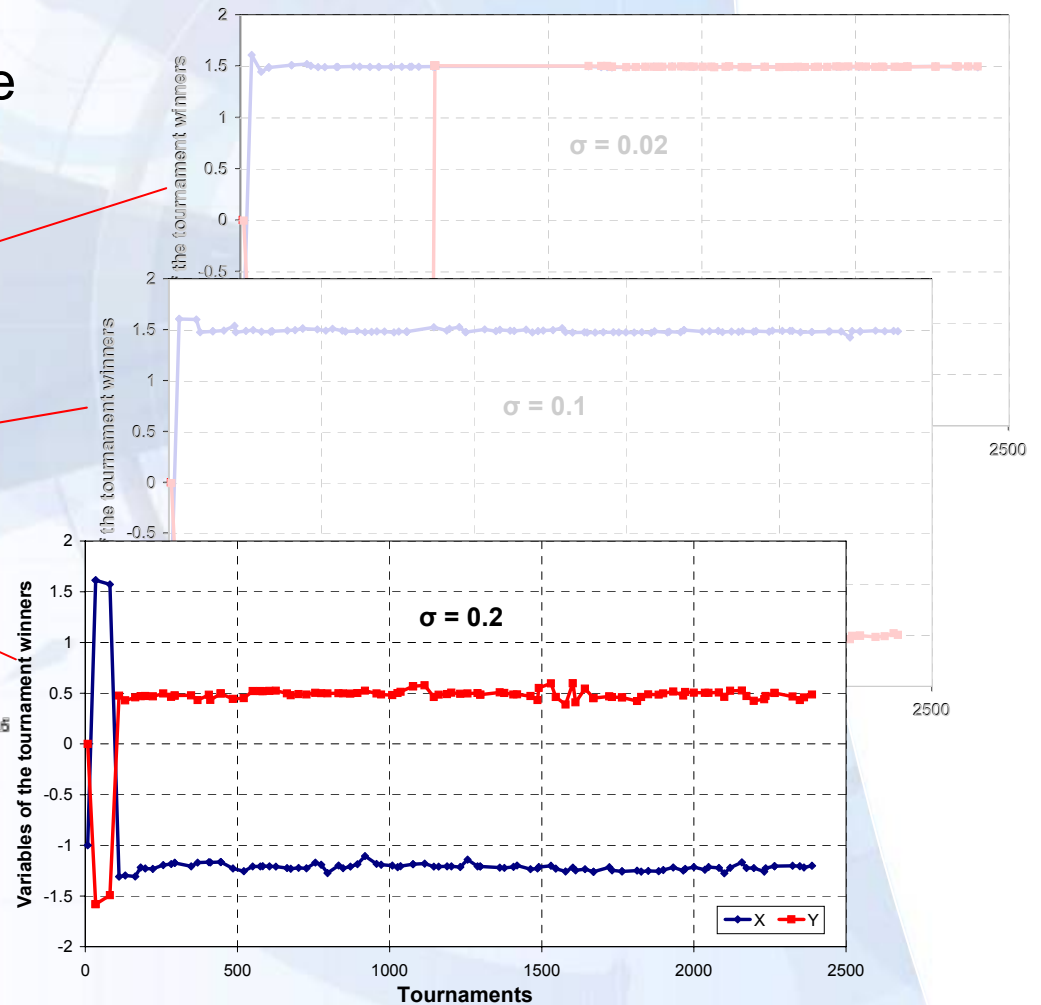 e
2
1.5
1
0.5
0
-0.5
the tournament winners
σ = 0.02
2500
2
1.5
1
0.5
0
-0.5
the tournament winners
σ = 0.1
2500
2
1.5
1
0.5
0
-0.5
-1
-1.5
-2
Variables of the tournament winners
σ = 0.2
X Y
0 500 1000 1500 2000 2500
Tournaments